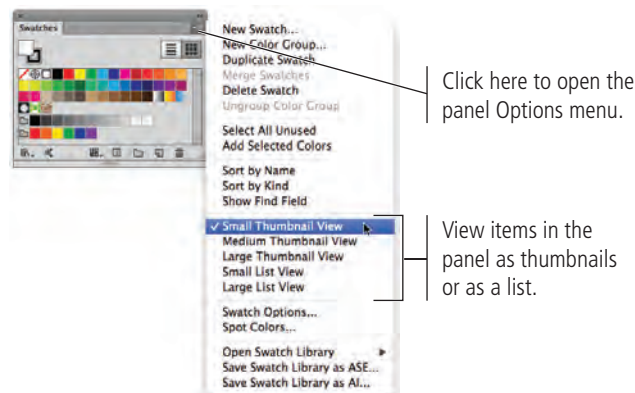 Swatches
New Swatch...
New Color Group...
Duplicate Swatch
Merge Swatches
Delete Swatch
Ungroup Color Group
Select All Unused
Add Selected Colors
Sort by Name
Sort by Kind
Show Find Field
✓ Small Thumbnail View
Medium Thumbnail View
Large Thumbnail View
Small List View
Large List View
Swatch Options...
Spot Colors...
Open Swatch Library
Save Swatch Library as ASE...
Save Swatch Library as AI...
Click here to open the
panel Options menu.
View items in the
panel as thumbnails
or as a list.